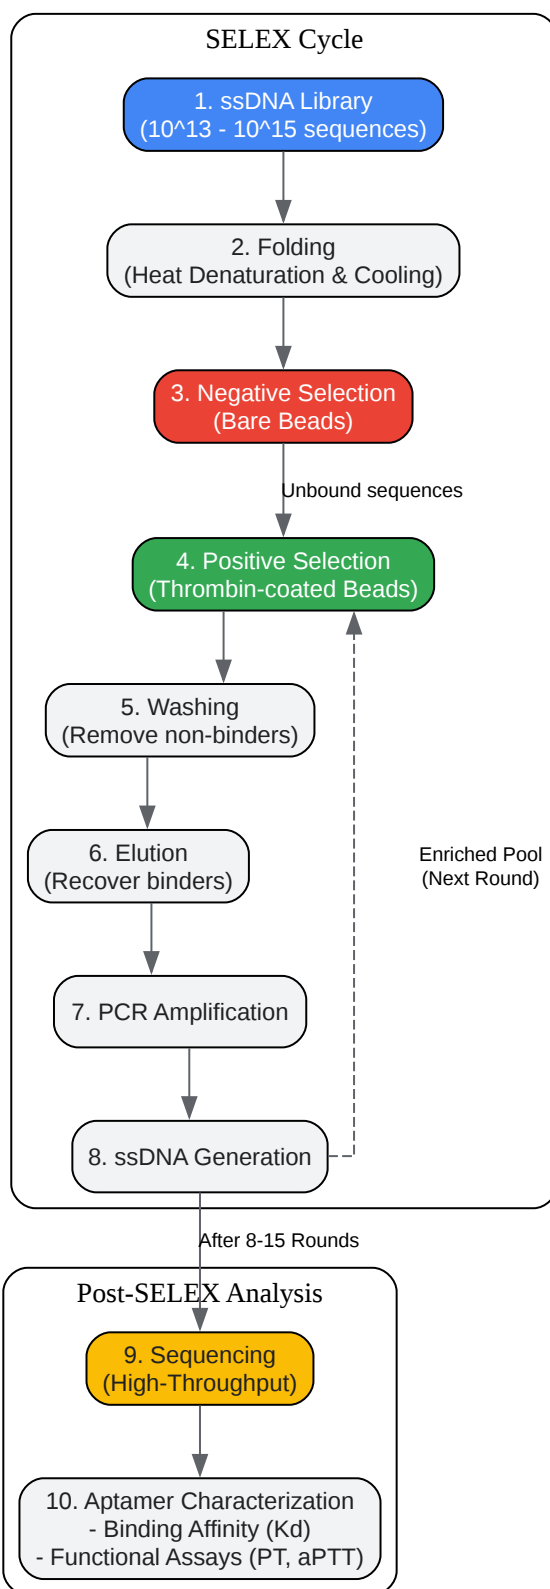 SELEX Cycle
1. ssDNA Library
(10^13 - 10^15 sequences)
2. Folding
(Heat Denaturation & Cooling)
3. Negative Selection
(Bare Beads)
Unbound sequences
4. Positive Selection
(Thrombin-coated Beads)
5. Washing
(Remove non-binders)
6. Elution
(Recover binders)
Enriched Pool
(Next Round)
7. PCR Amplification
8. ssDNA Generation
After 8-15 Rounds
Post-SELEX Analysis
9. Sequencing
(High-Throughput)
10. Aptamer Characterization
- Binding Affinity (Kd)
- Functional Assays (PT, aPTT)